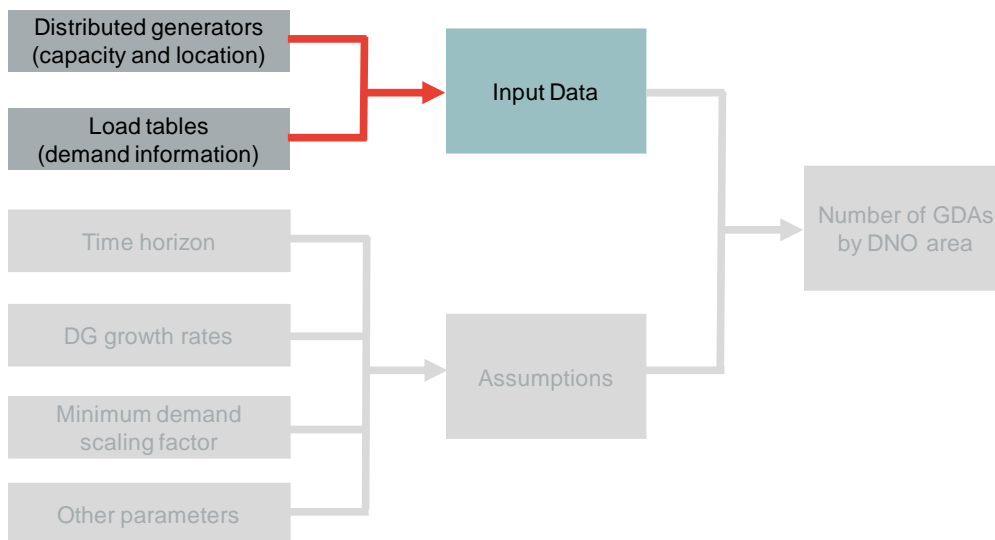 Distributed generators
(capacity and location)
Load tables
(demand information)
Input Data
Time horizon
DG growth rates
Minimum demand
scaling factor
Other parameters
Assumptions
Number of GDAs
by DNO area